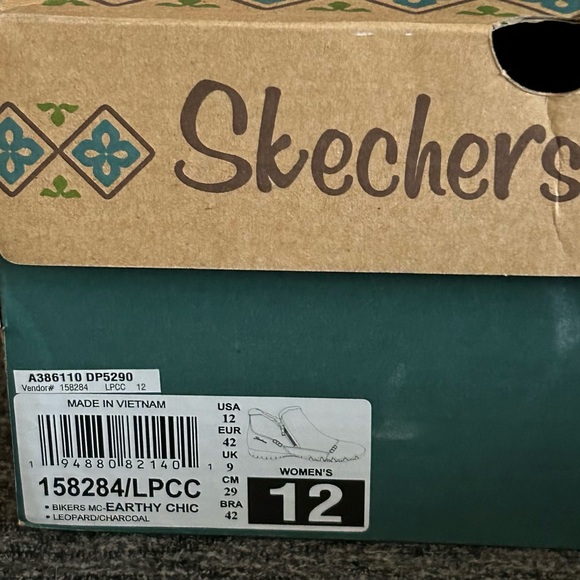 Skechers
A386110 DP5290
Vendor# 158284 LPCC 12
MADE IN VIETNAM
1 94880 82140 1
158284/LPCC
• BIKERS MC-EARTHY CHIC
• LEOPARD/CHARCOAL
USA
12
EUR
42
UK
9
CM
29
BRA
42
WOMEN'S
12